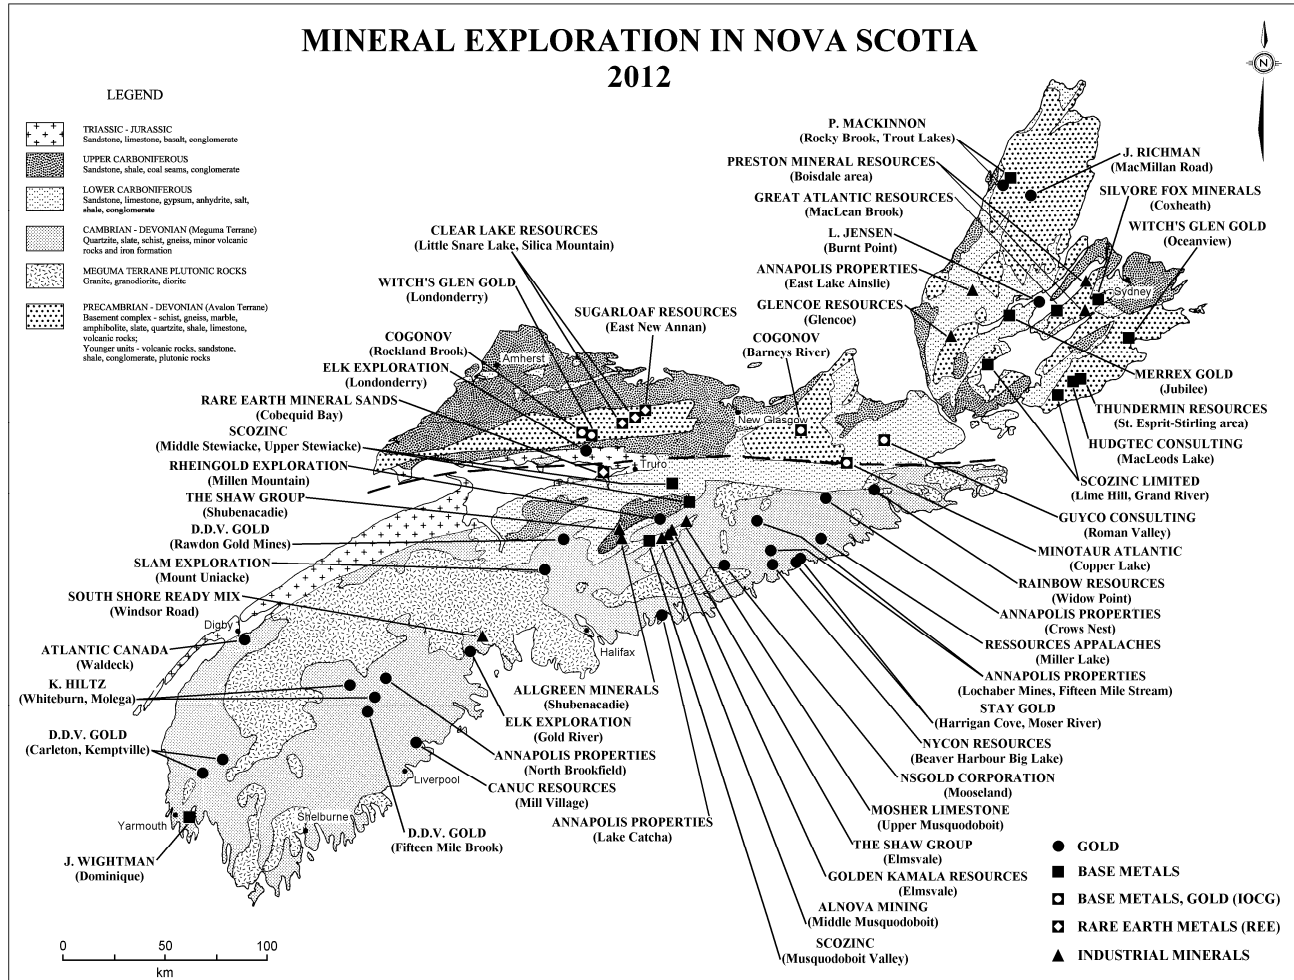 MINERAL EXPLORATION IN NOVA SCOTIA
2012
N
LEGEND
TRIASSIC - JURASSIC
Sandstone, limestone, basalt, conglomerate
UPPER CARBONIFEROUS
Sandstone, shale, coal seams, conglomerate
LOWER CARBONIFEROUS
Sandstone, limestone, gypsum, anhydrite, salt,
shale, conglomerate
CAMBRIAN - DEVONIAN (Meguma Terrane)
Quartzite, slate, schist, gneiss, minor volcanic
rocks and iron formation
MEGUMA TERRANE PLUTONIC ROCKS
Granite, granodiorite, diorite
PRECAMBRIAN - DEVONIAN (Avalon Terrane)
Basement complex - schist, gneiss, marble,
amphibolite, slate, quartzite, shale, limestone,
volcanic rocks;
Younger units - volcanic rocks, sandstone,
shale, conglomerate, plutonic rocks
P. MACKINNON
(Rocky Brook, Trout Lakes)
PRESTON MINERAL RESOURCES
(Boisdale area)
GREAT ATLANTIC RESOURCES
(MacLean Brook)
L. JENSEN
(Burnt Point)
ANNAPOLIS PROPERTIES
(East Lake Ainslie)
GLENCOE RESOURCES
(Glencoe)
COGONOV
(Barneys River)
J. RICHMAN
(MacMillan Road)
SILVORE FOX MINERALS
(Coxheath)
WITCH'S GLEN GOLD
(Oceanview)
Sydney
CLEAR LAKE RESOURCES
(Little Snare Lake, Silica Mountain)
WITCH'S GLEN GOLD
(Londonderry)
SUGARLOAF RESOURCES
(East New Annan)
COGONOV
(Rockland Brook)
ELK EXPLORATION
(Londonderry)
RARE EARTH MINERAL SANDS
(Cobequid Bay)
SCOZINC
(Middle Stewiacke, Upper Stewiacke)
RHEINGOLD EXPLORATION
(Millen Mountain)
THE SHAW GROUP
(Shubenacadie)
D.D.V. GOLD
(Rawdon Gold Mines)
SLAM EXPLORATION
(Mount Uniacke)
SOUTH SHORE READY MIX
(Windsor Road)
Amherst
New Glasgow
Truro
Digby
Halifax
ATLANTIC CANADA
(Waldeck)
K. HILTZ
(Whiteburn, Molega)
D.D.V. GOLD
(Carleton, Kemptville)
Yarmouth
J. WIGHTMAN
(Dominique)
Shelburne
Liverpool
MERREX GOLD
(Jubilee)
THUNDERMIN RESOURCES
(St. Esprit-Stirling area)
HUDGTEC CONSULTING
(MacLeods Lake)
SCOZINC LIMITED
(Lime Hill, Grand River)
GUYCO CONSULTING
(Roman Valley)
MINOTAUR ATLANTIC
(Copper Lake)
RAINBOW RESOURCES
(Widow Point)
ANNAPOLIS PROPERTIES
(Crows Nest)
RESSOURCES APPALACHES
(Miller Lake)
ANNAPOLIS PROPERTIES
(Lochaber Mines, Fifteen Mile Stream)
STAY GOLD
(Harrigan Cove, Moser River)
NYCON RESOURCES
(Beaver Harbour Big Lake)
NSGOLD CORPORATION
(Mooseland)
MOSHER LIMESTONE
(Upper Musquodoboit)
THE SHAW GROUP
(Elmsvale)
GOLDEN KAMALA RESOURCES
(Elmsvale)
ALNOVA MINING
(Middle Musquodoboit)
SCOZINC
(Musquodoboit Valley)
ALLGREEN MINERALS
(Shubenacadie)
ELK EXPLORATION
(Gold River)
ANNAPOLIS PROPERTIES
(North Brookfield)
CANUC RESOURCES
(Mill Village)
ANNAPOLIS PROPERTIES
(Lake Catcha)
D.D.V. GOLD
(Fifteen Mile Brook)
GOLD
BASE METALS
BASE METALS, GOLD (IOCG)
RARE EARTH METALS (REE)
INDUSTRIAL MINERALS
0 50 100
km